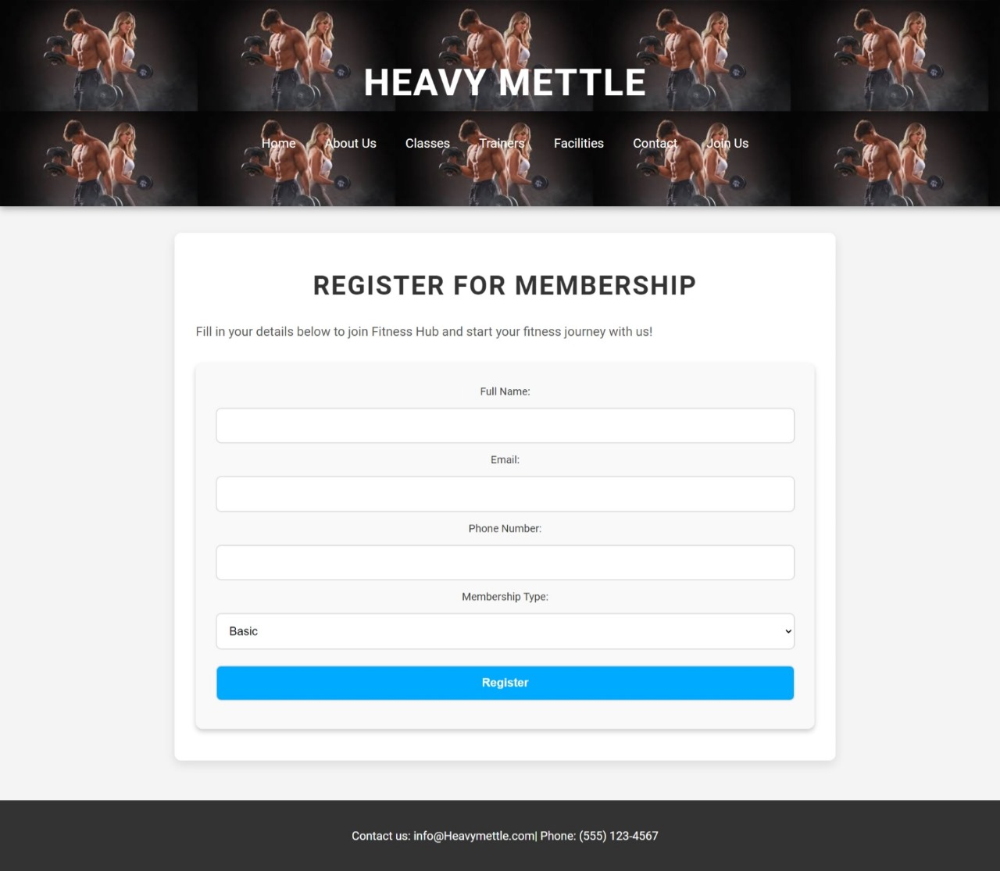 HEAVY METTLE
Home About Us Classes Trainers Facilities Contact Join Us
REGISTER FOR MEMBERSHIP
Fill in your details below to join Fitness Hub and start your fitness journey with us!
Full Name:
Email:
Phone Number:
Membership Type:
Basic
Register
Contact us: info@Heavymettle.com| Phone: (555) 123-4567